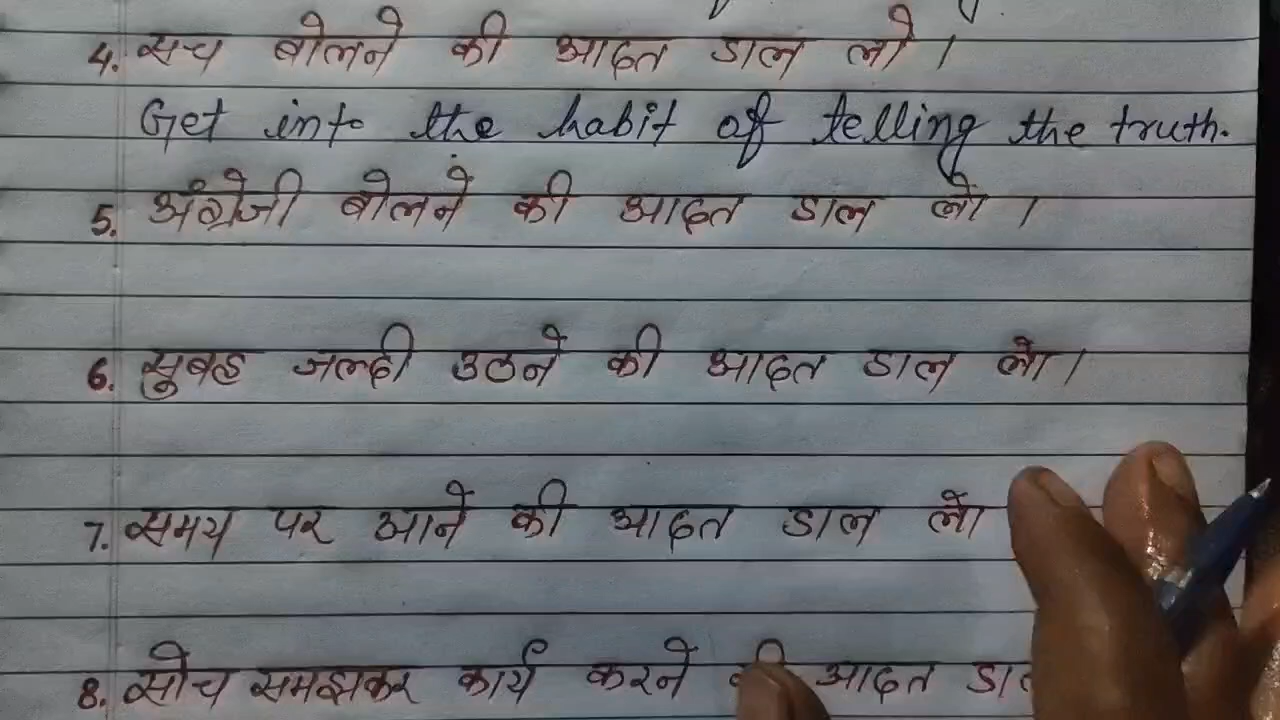 4. सच बोलने की आदत डाल लो ।
Get into the habit of telling the truth.
5. अंग्रेजी बोलने की आदत डाल लो ।
6. सुबह जल्दी उठने की आदत डाल लो ।
7. समय पर आने की आदत डाल लो
8. सोच समझकर कार्य करने की आदत